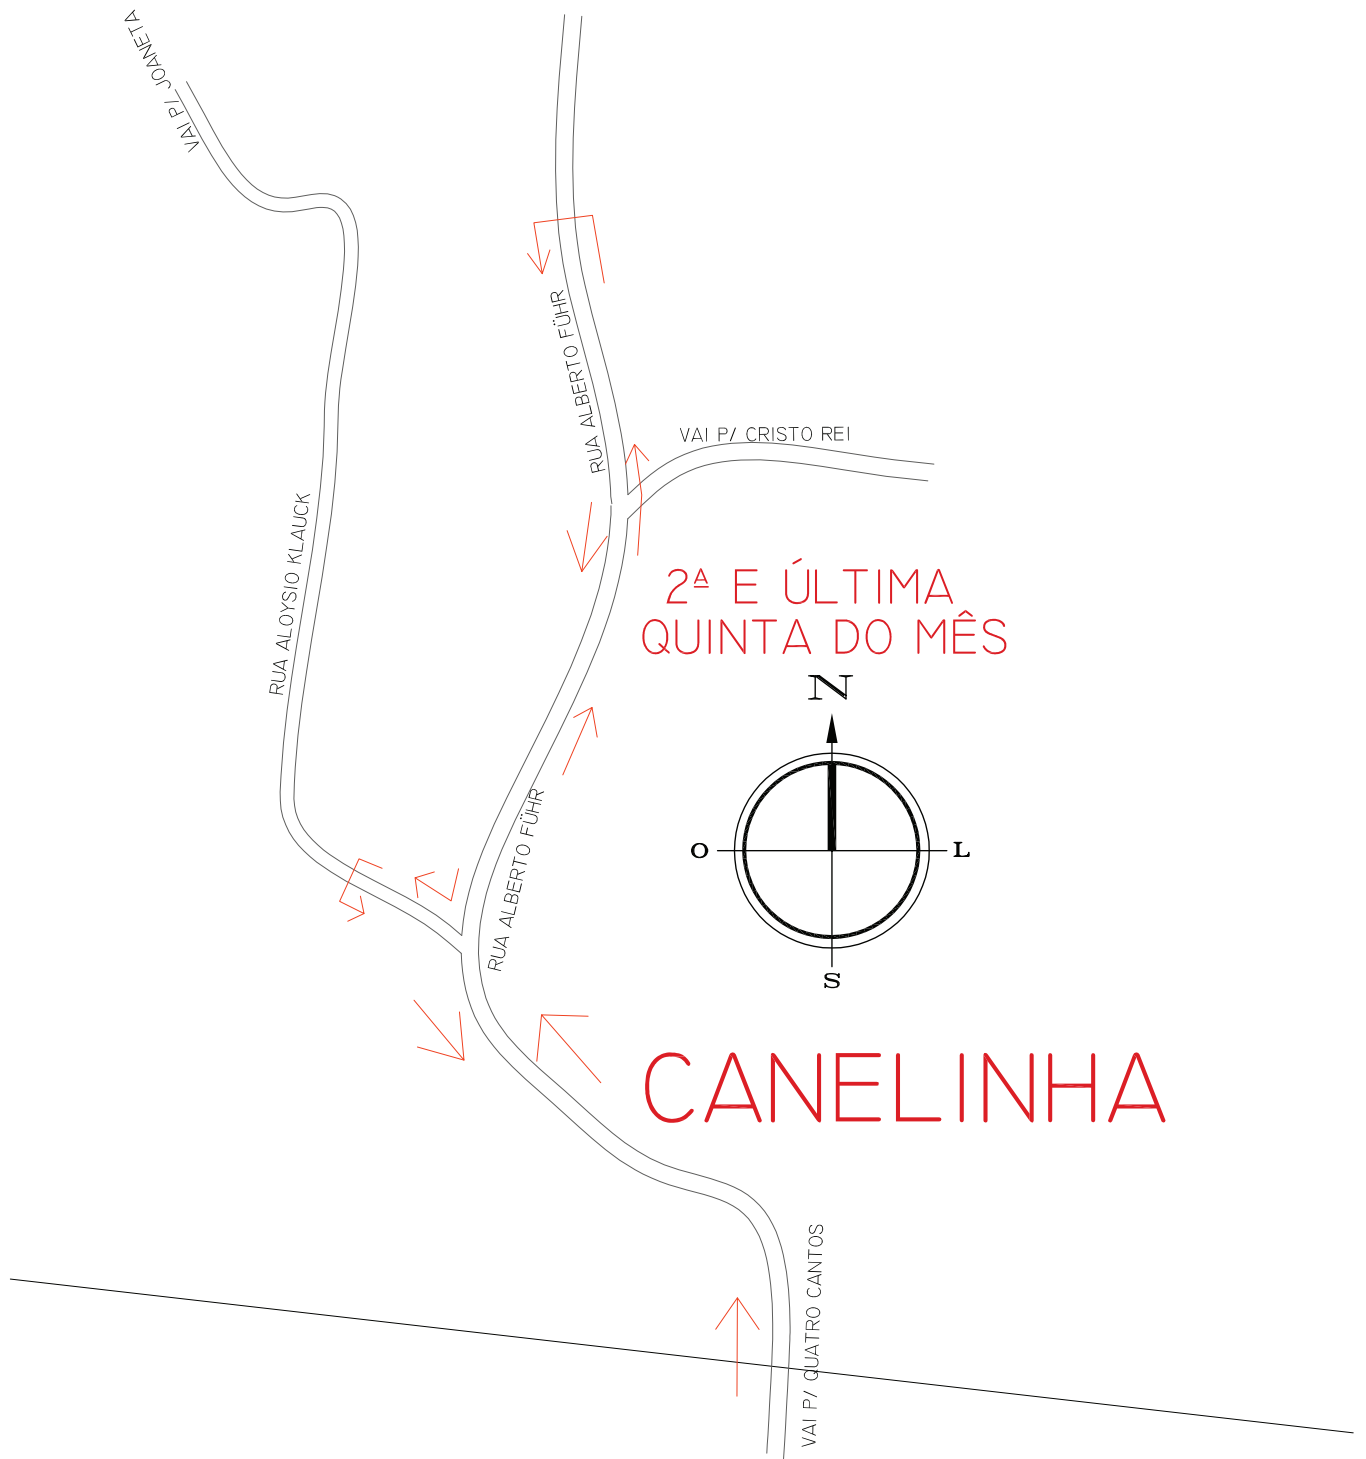 VAI P/ JOANETA
RUA ALBERTO FÜHR
VAI P/ CRISTO REI
RUA ALOYSIO KLAUCK
2ª E ÚLTIMA
QUINTA DO MÊS
N
O
L
S
RUA ALBERTO FÜHR
CANELINHA
VAI P/ QUATRO CANTOS